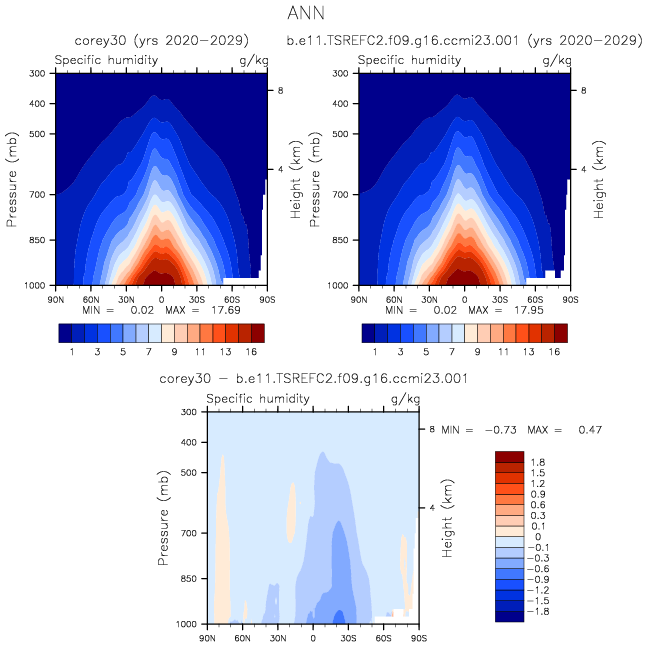 ANN
corey30 (yrs 2020-2029)
b.e11.TSREFC2.f09.g16.ccmi23.001 (yrs 2020-2029)
Specific humidity g/kg
Specific humidity g/kg
300
400
500
700
850
1000
Pressure (mb)
8
4
Height (km)
90N 60N 30N 0 30S 60S 90S
MIN = 0.02 MAX = 17.69
1 3 5 7 9 11 13 16
300
400
500
700
850
1000
Pressure (mb)
8
4
Height (km)
90N 60N 30N 0 30S 60S 90S
MIN = 0.02 MAX = 17.95
1 3 5 7 9 11 13 16
corey30 - b.e11.TSREFC2.f09.g16.ccmi23.001
Specific humidity g/kg
300
400
500
700
850
1000
Pressure (mb)
8
4
Height (km)
90N 60N 30N 0 30S 60S 90S
MIN = -0.73 MAX = 0.47
1.8
1.5
1.2
0.9
0.6
0.3
0.1
0
-0.1
-0.3
-0.6
-0.9
-1.2
-1.5
-1.8